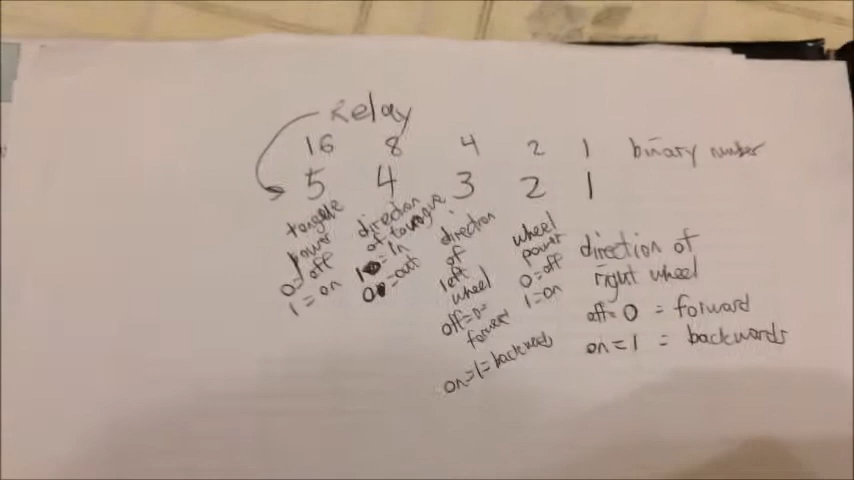 Relay
16 8 4 2 1 binary number
5 4 3 2 1
tongue
power
0=off
1=on
direction
of tounge
1=In
0=out
direction
of
left
wheel
off=0=
forward
on=1=backwards
wheel
power
0=off
1=on
direction of
right wheel
off=0 = forward
on=1 = backwards